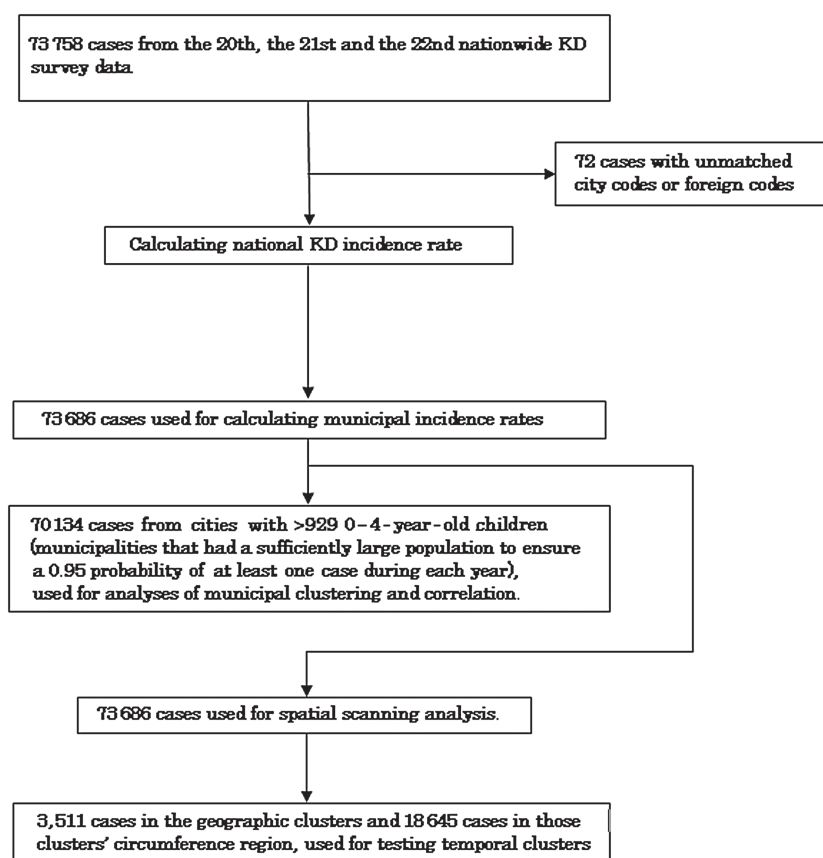 73 758 cases from the 20th, the 21st and the 22nd nationwide KD
survey data
72 cases with unmatched
city codes or foreign codes
Calculating national KD incidence rate
73 686 cases used for calculating municipal incidence rates
70 134 cases from cities with >929 0-4-year-old children
(municipalities that had a sufficiently large population to ensure
a 0.95 probability of at least one case during each year),
used for analyses of municipal clustering and correlation.
73 686 cases used for spatial scanning analysis.
3,511 cases in the geographic clusters and 18 645 cases in those
clusters' circumference region, used for testing temporal clusters